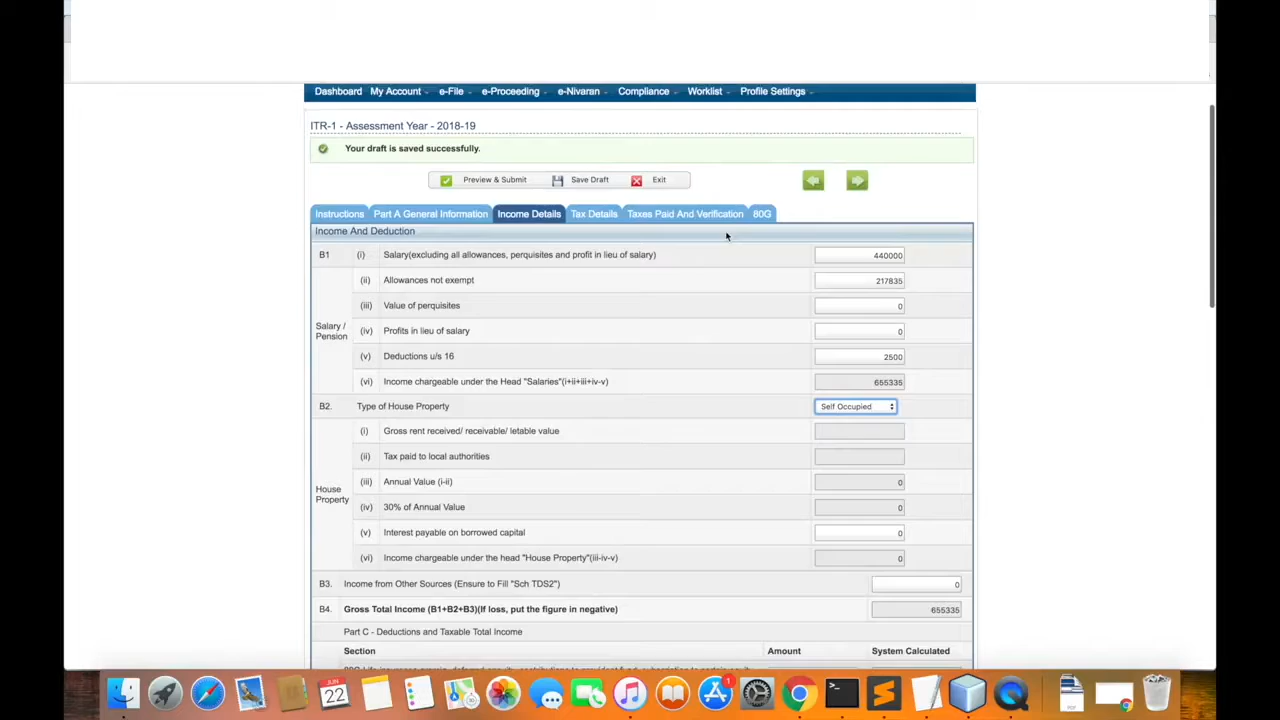 Dashboard My Account e-File e-Proceeding e-Nivaran Compliance Worklist Profile Settings
ITR-1 - Assessment Year - 2018-19
Your draft is saved successfully.
Preview & Submit Save Draft Exit
Instructions Part A General Information Income Details Tax Details Taxes Paid And Verification 80G
Income And Deduction
B1 (i) Salary(excluding all allowances, perquisites and profit in lieu of salary) 440000
(ii) Allowances not exempt 217835
(iii) Value of perquisites 0
Salary / Pension
(iv) Profits in lieu of salary 0
(v) Deductions u/s 16 2500
(vi) Income chargeable under the Head "Salaries"(i+ii+iii+iv-v) 655335
B2. Type of House Property Self Occupied
(i) Gross rent received/ receivable/ letable value
(ii) Tax paid to local authorities
(iii) Annual Value (i-ii) 0
House Property
(iv) 30% of Annual Value 0
(v) Interest payable on borrowed capital 0
(vi) Income chargeable under the head "House Property"(iii-iv-v) 0
B3. Income from Other Sources (Ensure to Fill "Sch TDS2") 0
B4. Gross Total Income (B1+B2+B3)(If loss, put the figure in negative) 655335
Part C - Deductions and Taxable Total Income
Section Amount System Calculated
JUN
22
1